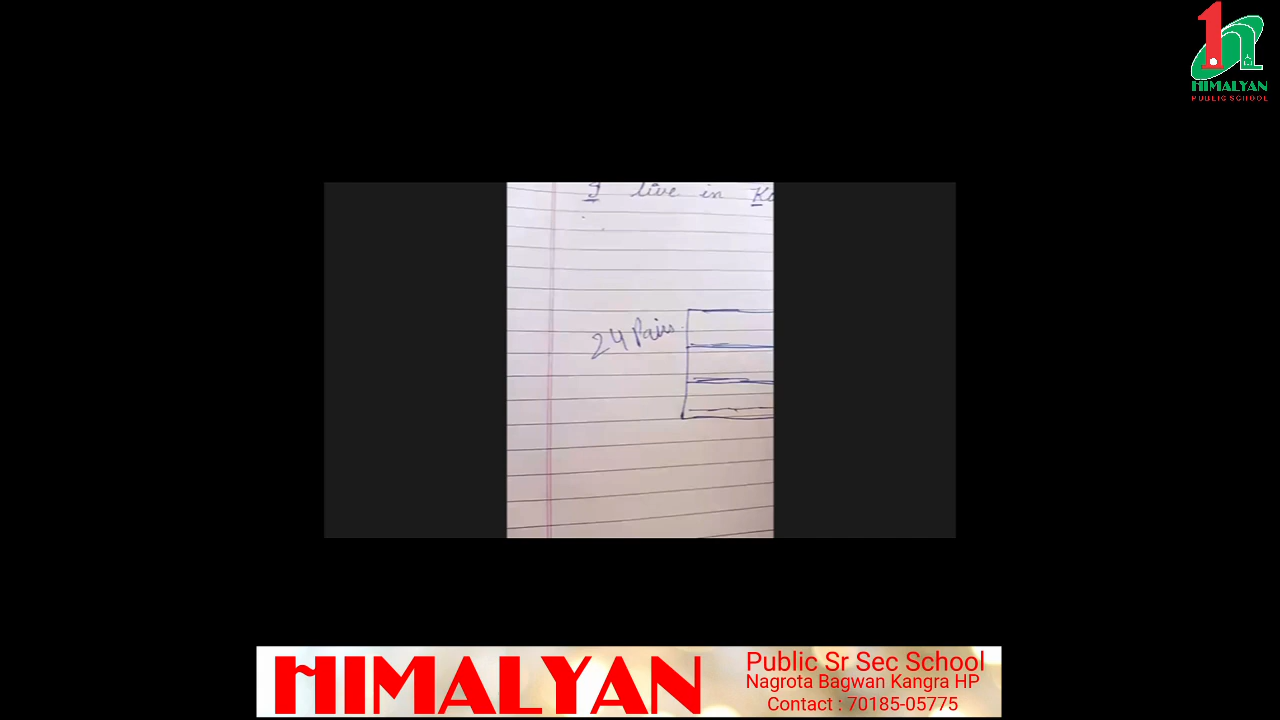 HIMALYAN
PUBLIC SCHOOL
I live in
24 Pairs
HIMALYAN
Public Sr Sec School
Nagrota Bagwan Kangra HP
Contact : 70185-05775